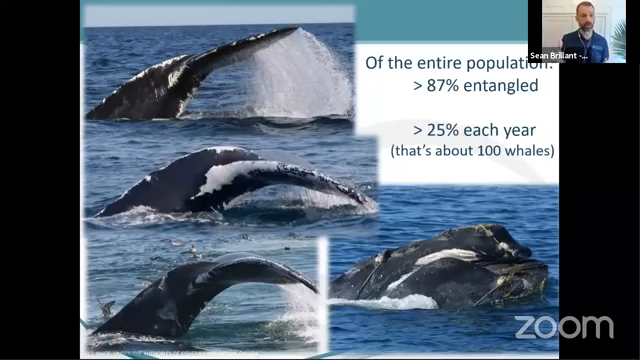 Sean Brillant -...
Of the entire population:
> 87% entangled
> 25% each year
(that's about 100 whales)
zoom